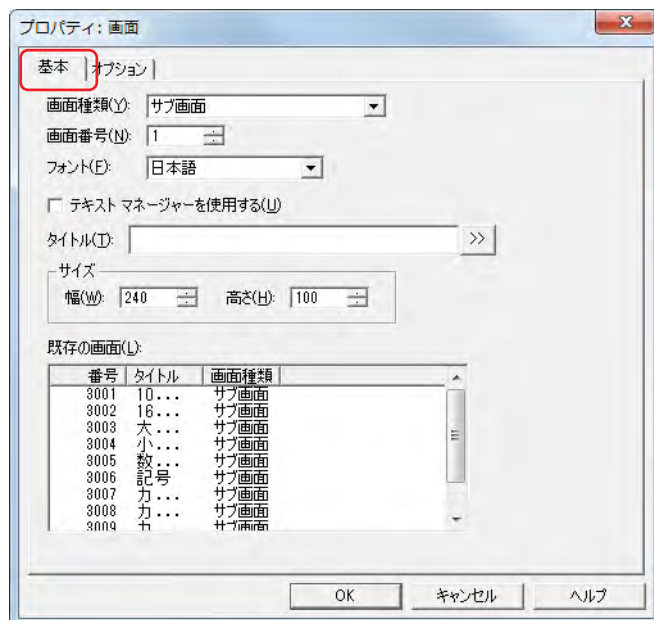 プロパティ: 画面
基本 オプション
画面種類(Y): サブ画面
画面番号(N): 1
フォント(F): 日本語
テキスト マネージャーを使用する(U)
タイトル(T): >>
サイズ
幅(W): 240 高さ(H): 100
既存の画面(L):
番号 タイトル 画面種類
3001 10... サブ画面
3002 16... サブ画面
3003 大... サブ画面
3004 小... サブ画面
3005 数... サブ画面
3006 記号 サブ画面
3007 カ... サブ画面
3008 カ... サブ画面
3009 カ サブ画面
OK キャンセル ヘルプ